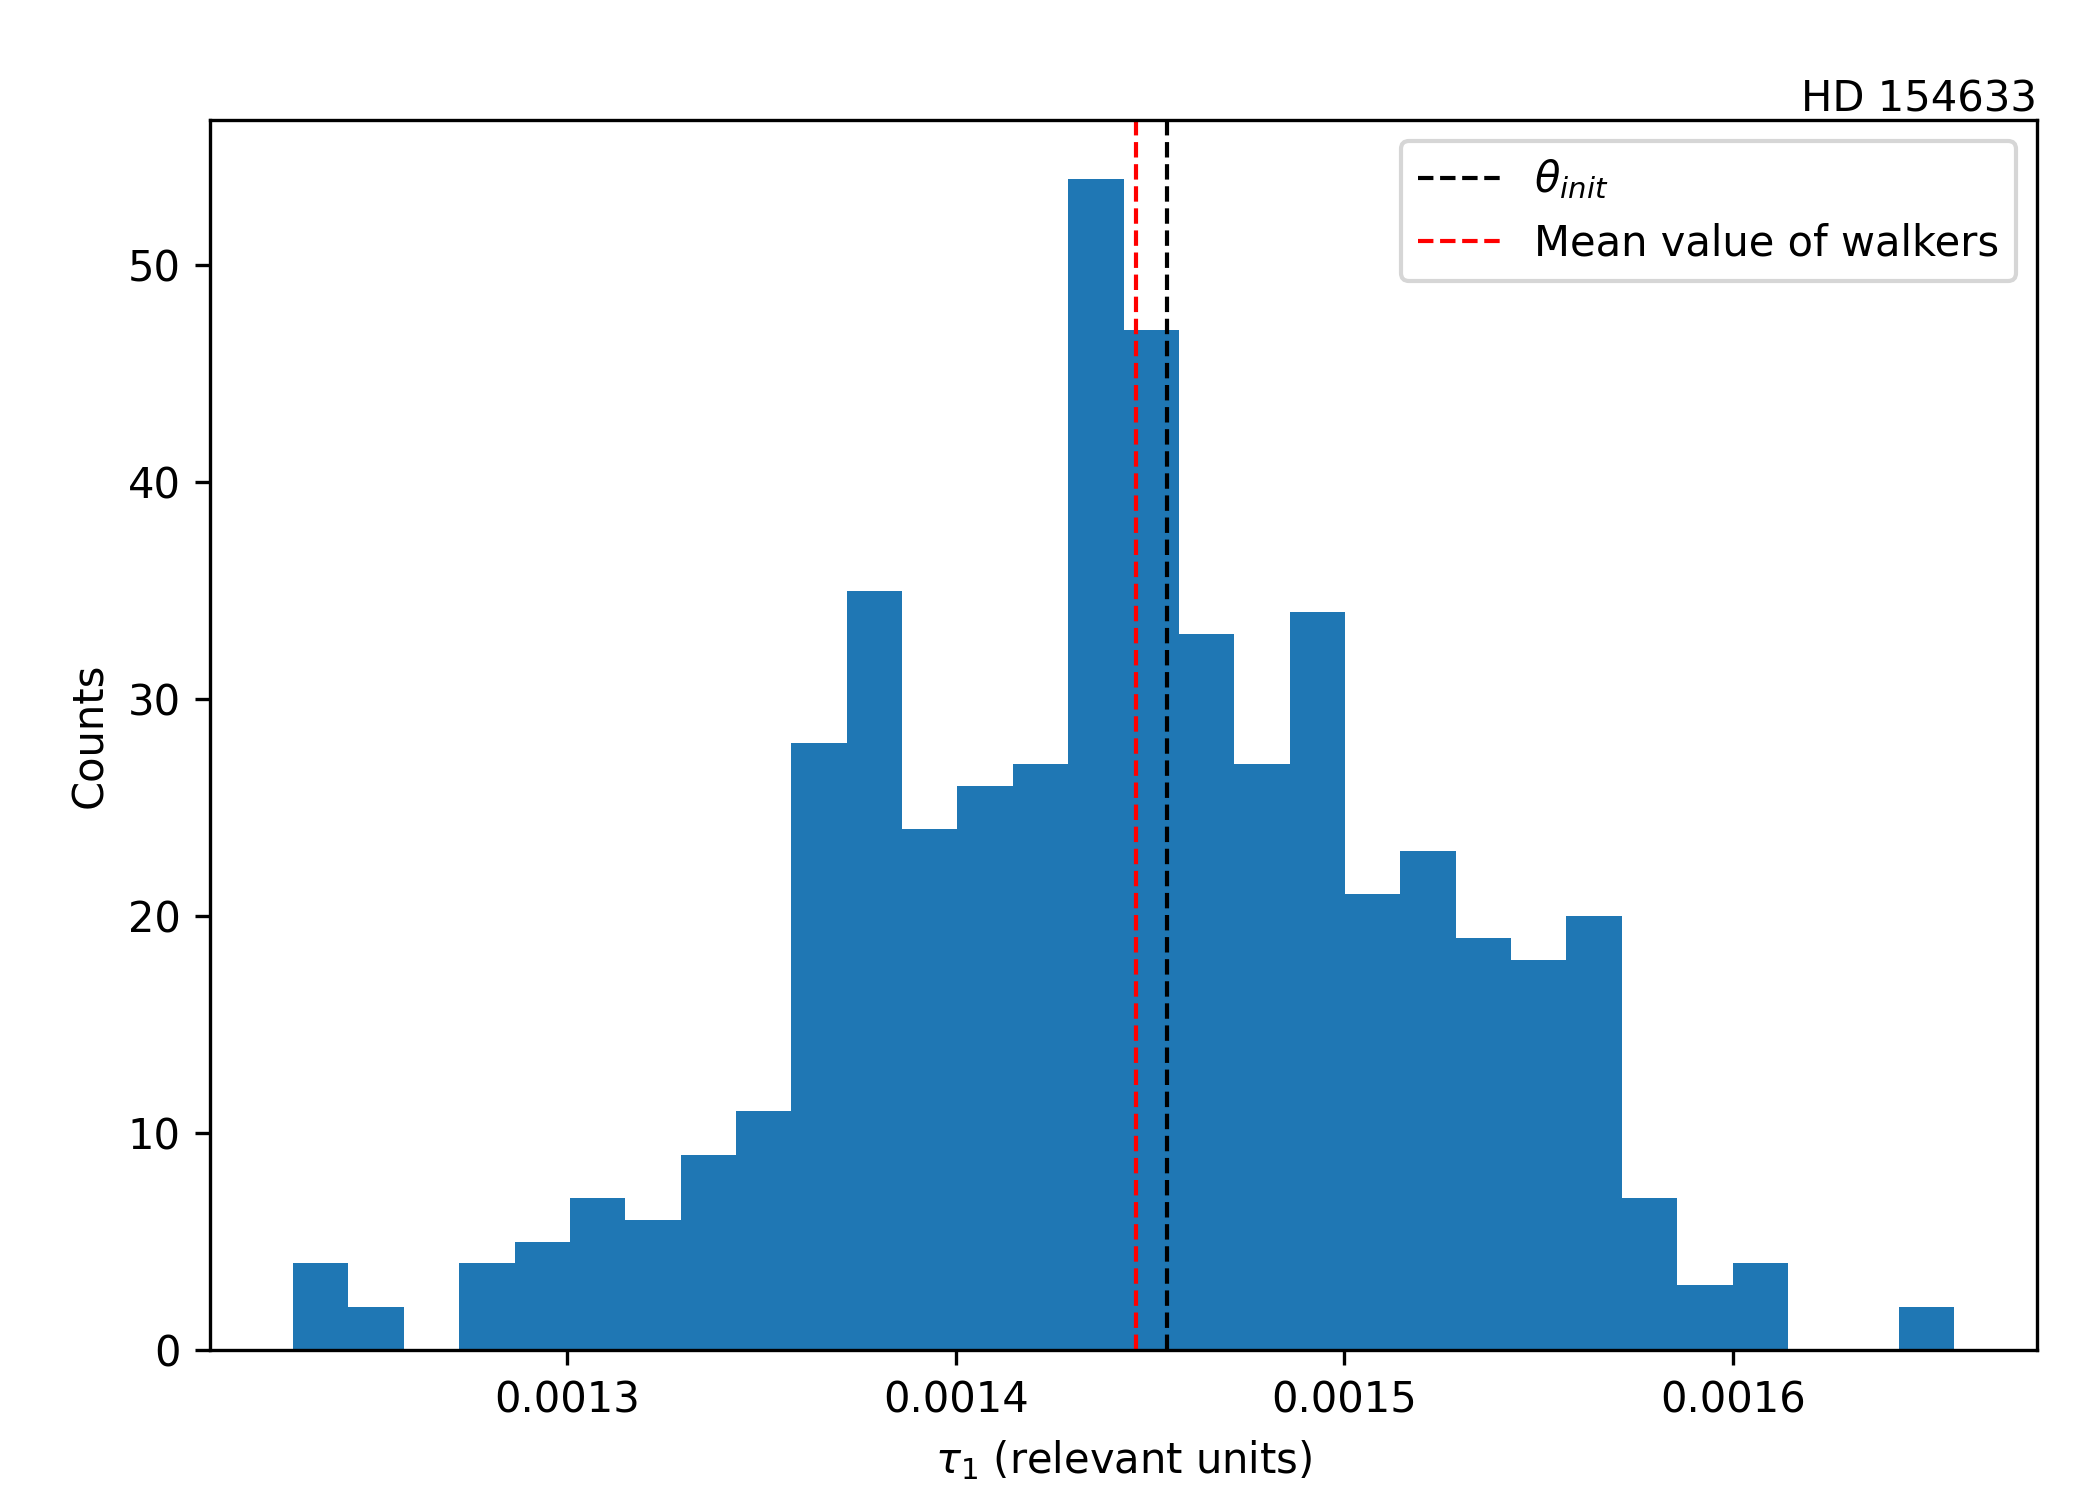 HD 154633
θinit
Mean value of walkers
50
40
30
20
10
0
Counts
0.0013 0.0014 0.0015 0.0016
τ1 (relevant units)